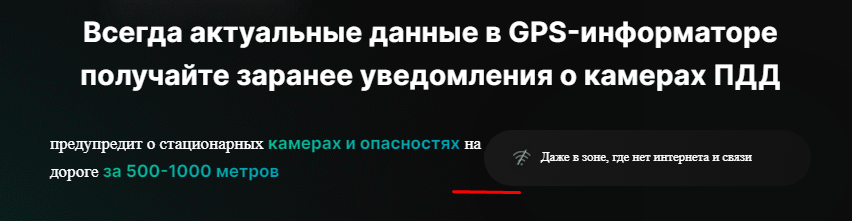 Всегда актуальные данные в GPS-информаторе
получайте заранее уведомления о камерах ПДД
предупредит о стационарных камерах и опасностях на
дороге за 500-1000 метров
Даже в зоне, где нет интернета и связи